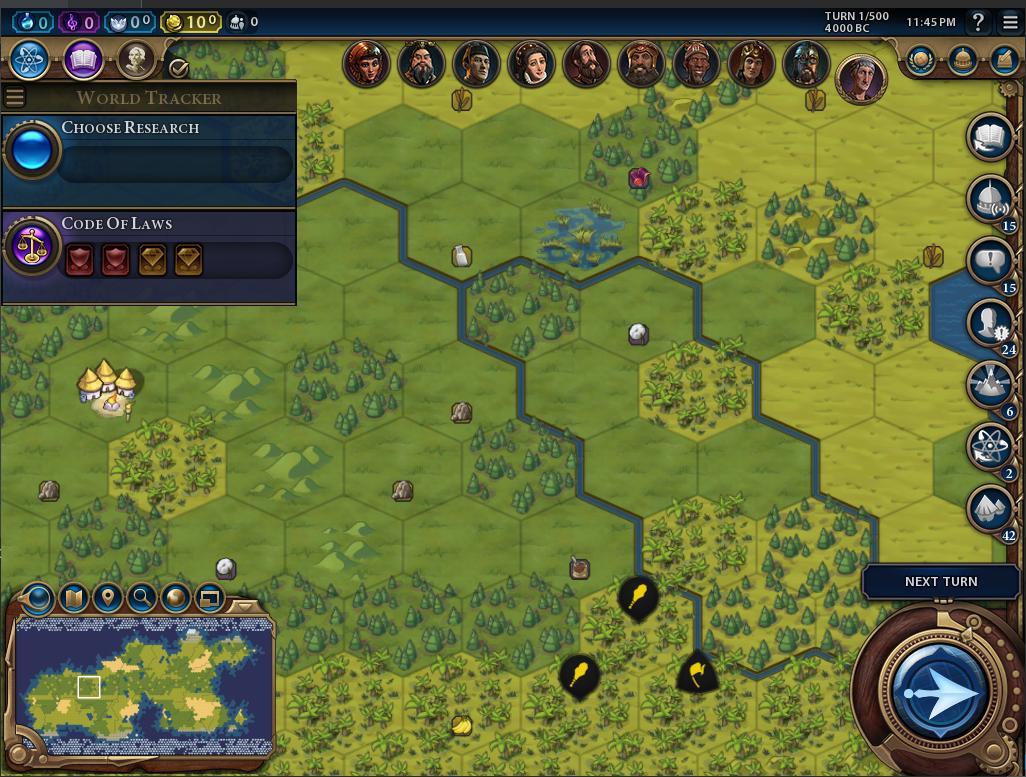 0 0 0⁰ 10⁰ 0
TURN 1/500
4000 BC
11:45 PM
?
WORLD TRACKER
CHOOSE RESEARCH
CODE OF LAWS
15
15
24
6
2
42
NEXT TURN